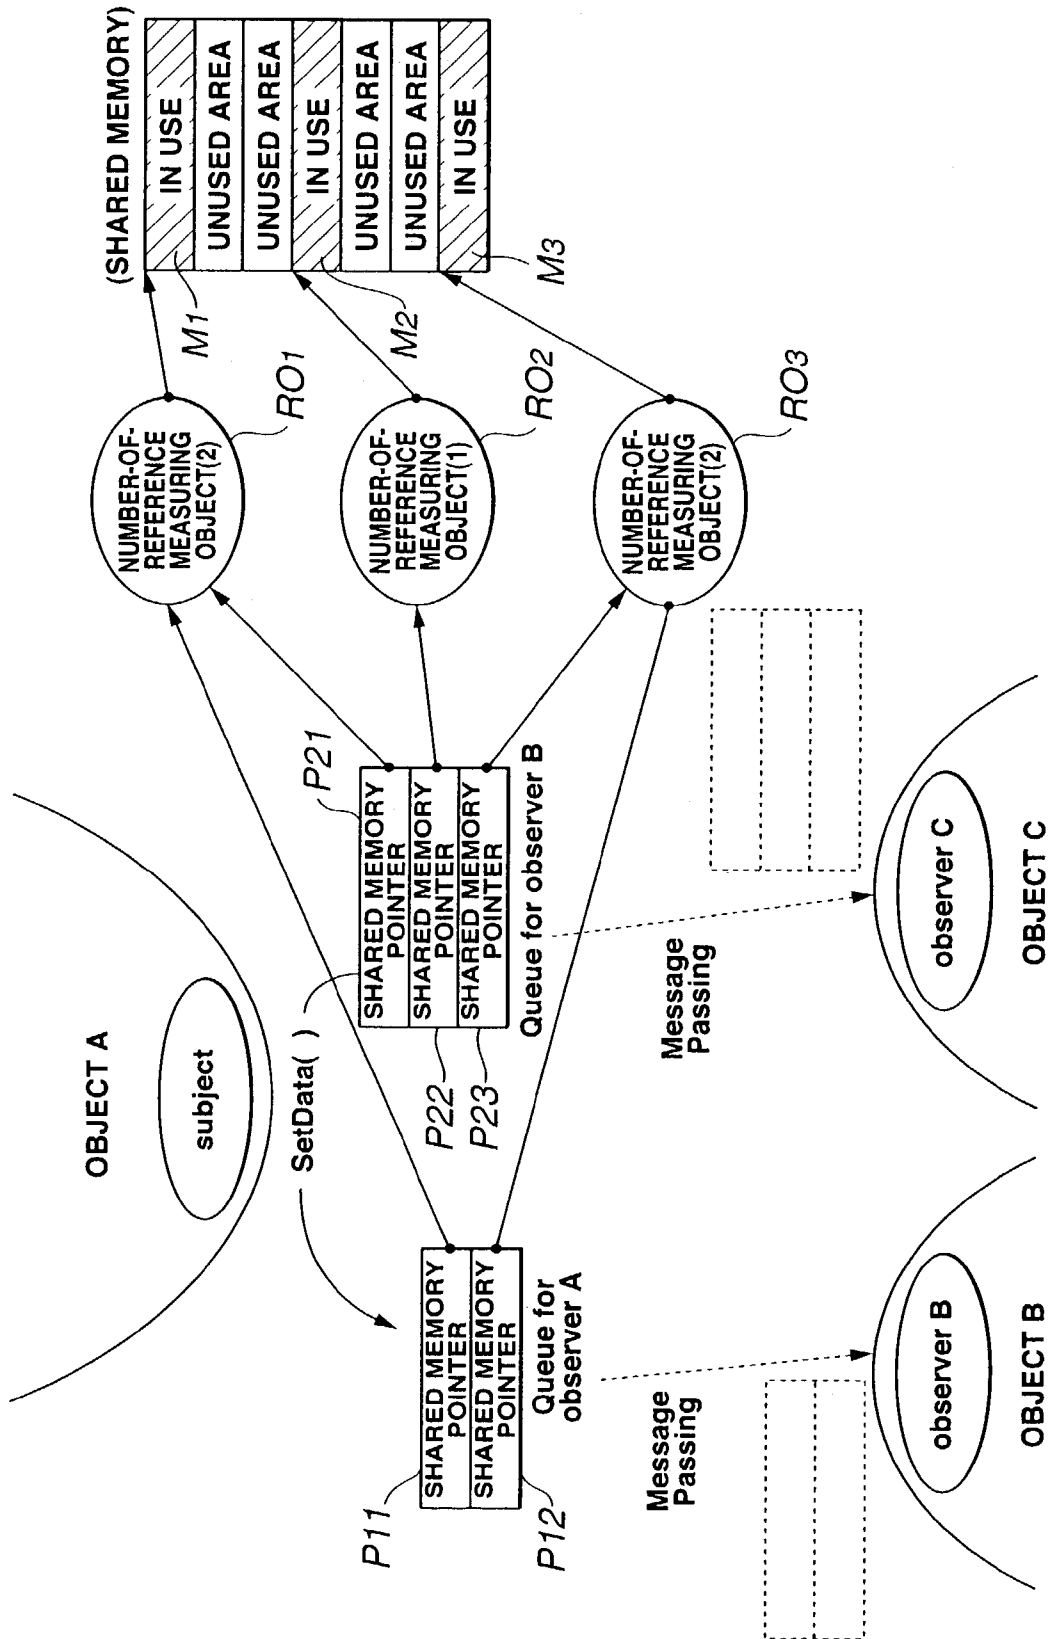 OBJECT A
subject
SetData( )
P11
SHARED MEMORY
POINTER
SHARED MEMORY
POINTER
P12
Queue for
observer A
P21
SHARED MEMORY
POINTER
SHARED MEMORY
POINTER
SHARED MEMORY
POINTER
P22
P23
Queue for observer B
NUMBER-OF-
REFERENCE
MEASURING
OBJECT(2)
RO1
NUMBER-OF-
REFERENCE
MEASURING
OBJECT(1)
RO2
NUMBER-OF-
REFERENCE
MEASURING
OBJECT(2)
RO3
(SHARED MEMORY)
IN USE
UNUSED AREA
UNUSED AREA
IN USE
UNUSED AREA
UNUSED AREA
IN USE
M1
M2
M3
Message
Passing
observer B
OBJECT B
Message
Passing
observer C
OBJECT C